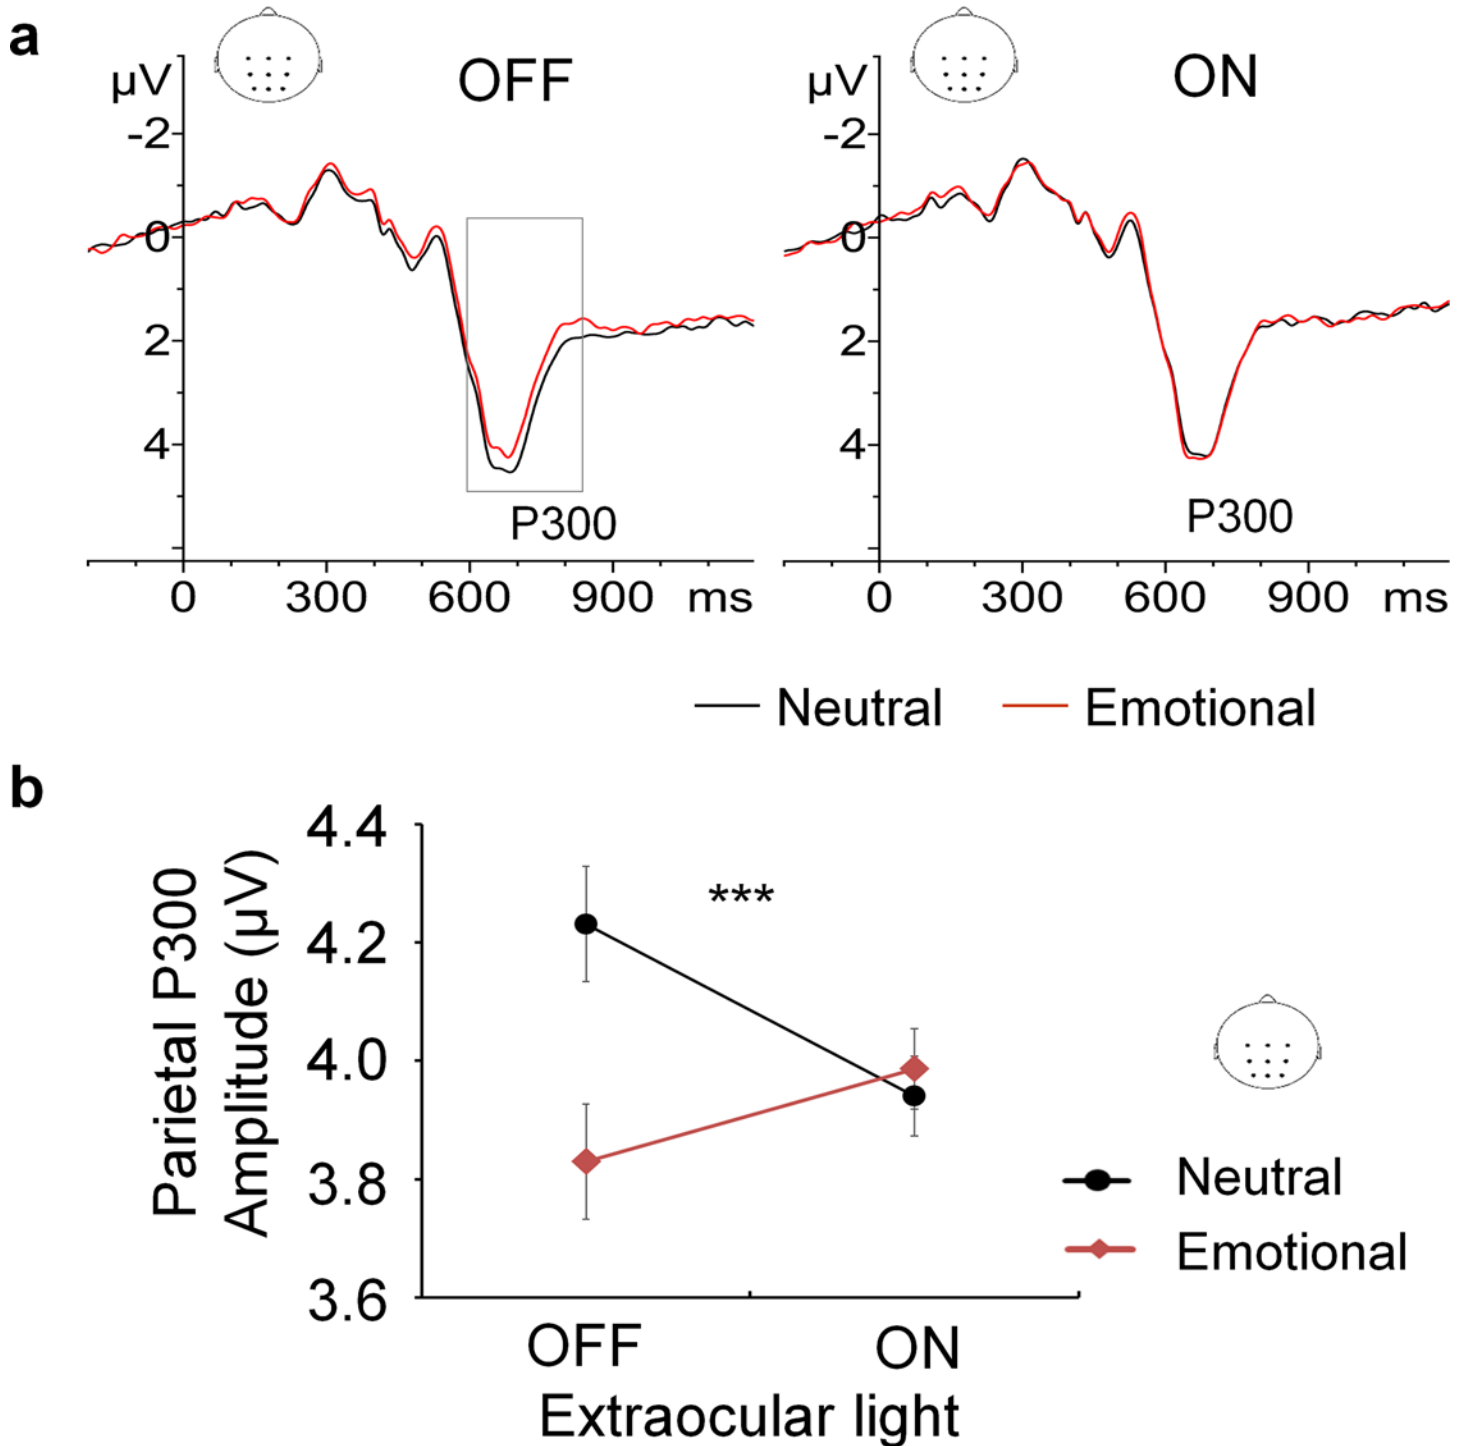 a
µV
OFF
-2
0
2
4
P300
0 300 600 900 ms
µV
ON
-2
0
2
4
P300
0 300 600 900 ms
Neutral
Emotional
b
Parietal P300
Amplitude (µV)
4.4
4.2
4.0
3.8
3.6
***
OFF
ON
Extraocular light
Neutral
Emotional